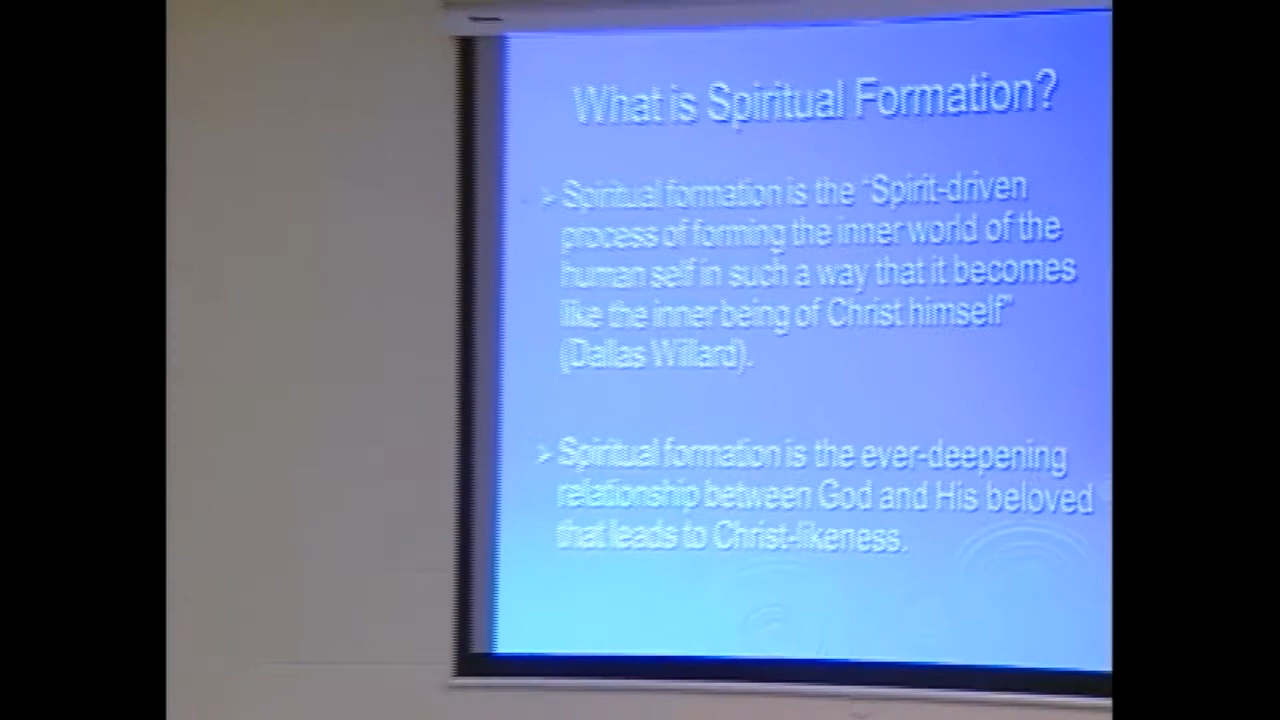 What is Spiritual Formation?
➢ Spiritual formation is the "Spirit-driven
process of forming the inner world of the
human self in such a way that it becomes
like the inner being of Christ himself"
(Dallas Willard).
➢ Spiritual formation is the ever-deepening
relationship between God and His beloved
that leads to Christ-likeness.